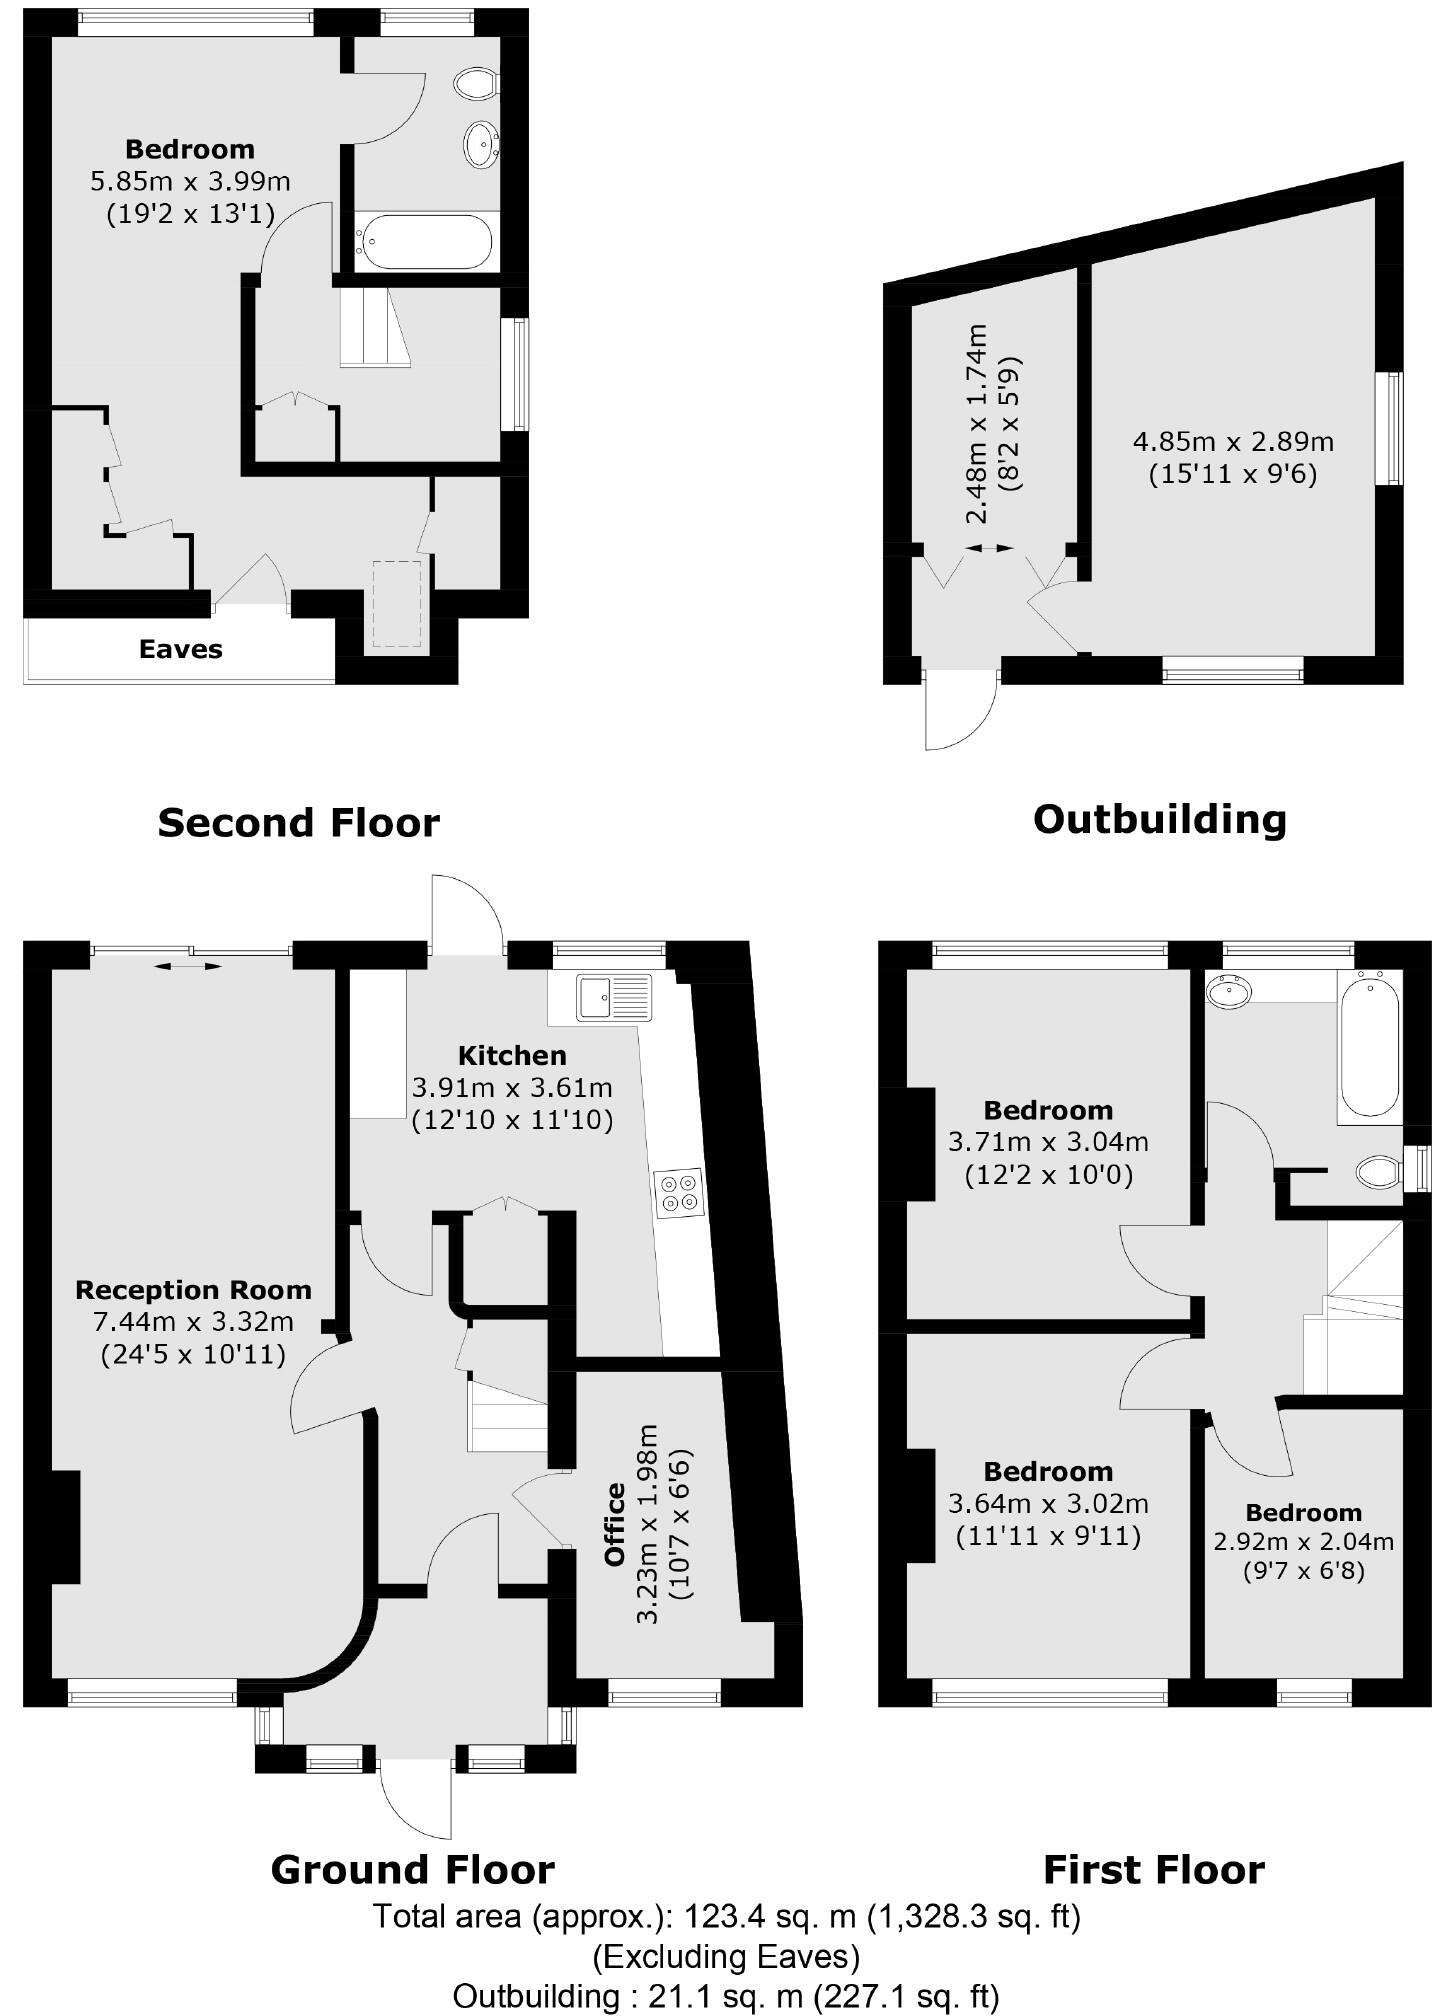 Bedroom
5.85m x 3.99m
(19'2 x 13'1)
Eaves
Second Floor
2.48m x 1.74m
(8'2 x 5'9)
4.85m x 2.89m
(15'11 x 9'6)
Outbuilding
Kitchen
3.91m x 3.61m
(12'10 x 11'10)
Reception Room
7.44m x 3.32m
(24'5 x 10'11)
Office
3.23m x 1.98m
(10'7 x 6'6)
Ground Floor
Bedroom
3.71m x 3.04m
(12'2 x 10'0)
Bedroom
3.64m x 3.02m
(11'11 x 9'11)
Bedroom
2.92m x 2.04m
(9'7 x 6'8)
First Floor
Total area (approx.): 123.4 sq. m (1,328.3 sq. ft)
(Excluding Eaves)
Outbuilding : 21.1 sq. m (227.1 sq. ft)